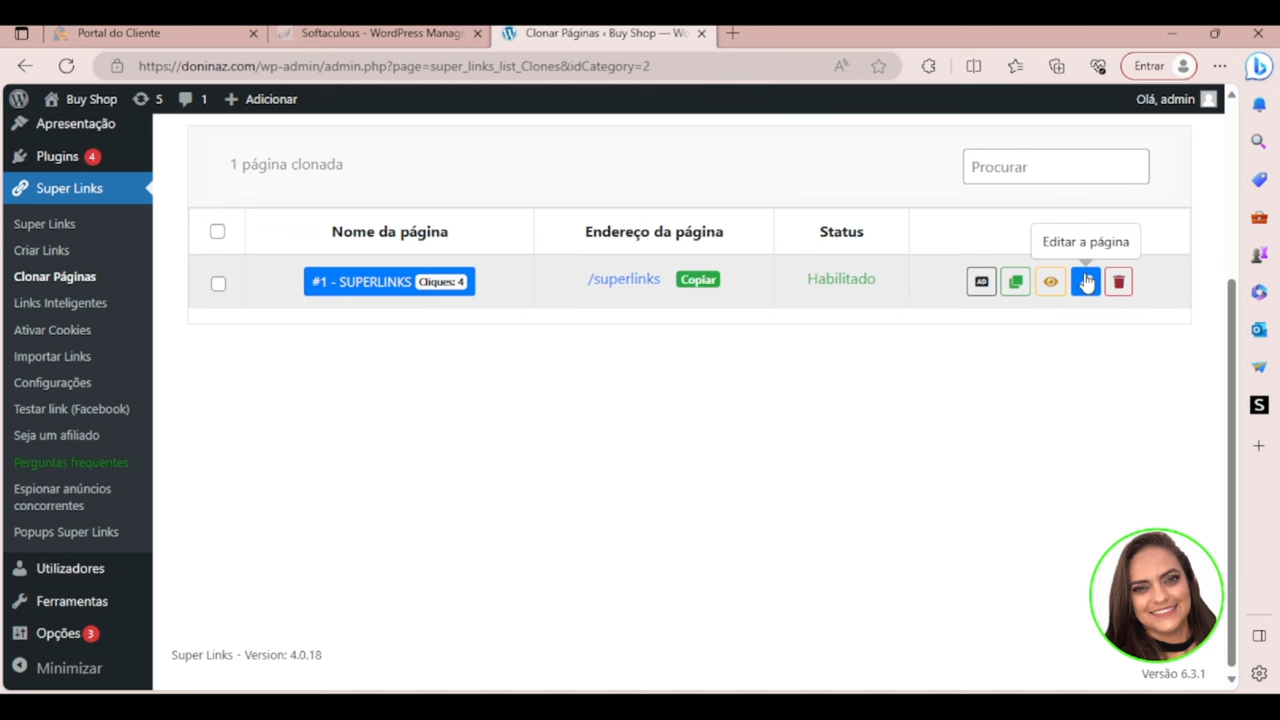 Portal do Cliente
Softaculous - WordPress Manage
Clonar Páginas ‹ Buy Shop — Wo
https://doninaz.com/wp-admin/admin.php?page=super_links_list_Clones&idCategory=2
Entrar
Buy Shop
5
1
Adicionar
Olá, admin
Apresentação
Plugins 4
Super Links
Super Links
Criar Links
Clonar Páginas
Links Inteligentes
Ativar Cookies
Importar Links
Configurações
Testar link (Facebook)
Seja um afiliado
Perguntas frequentes
Espionar anúncios
concorrentes
Popups Super Links
Utilizadores
Ferramentas
Opções 3
Minimizar
1 página clonada
Procurar
Nome da página
Endereço da página
Status
Editar a página
#1 - SUPERLINKS Cliques: 4
/superlinks
Copiar
Habilitado
AD
Super Links - Version: 4.0.18
Versão 6.3.1
S